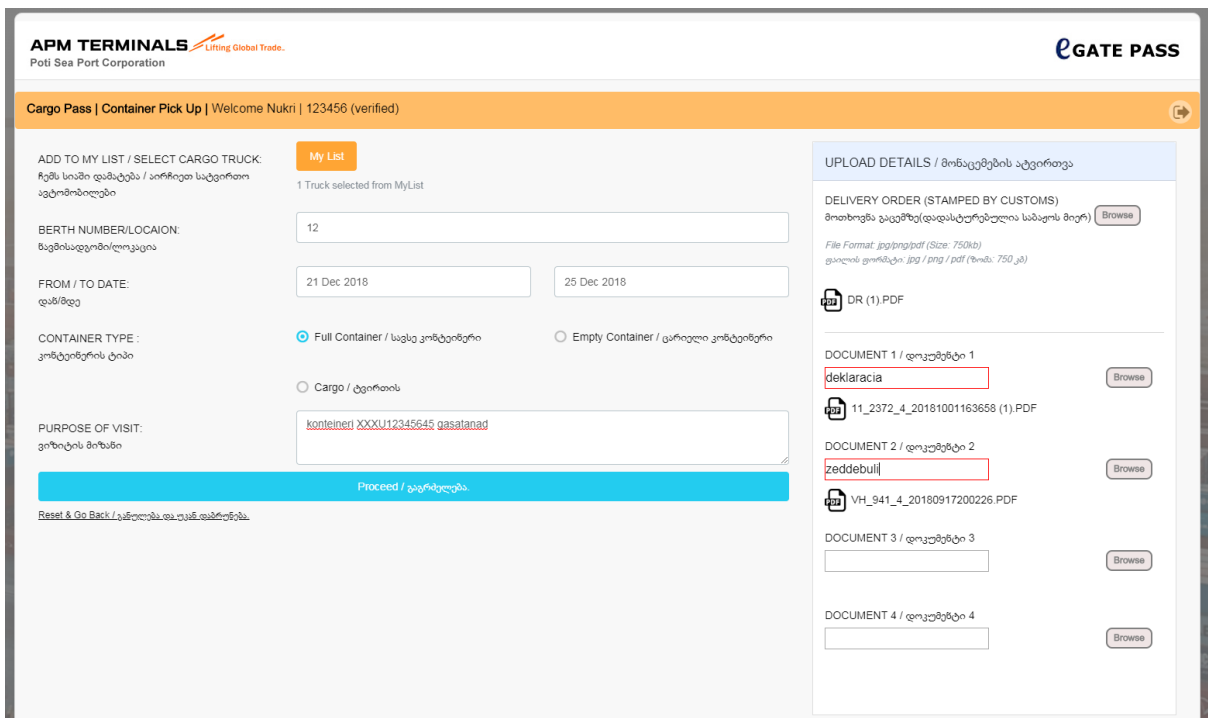 APM TERMINALS Lifting Global Trade.
Poti Sea Port Corporation
eGATE PASS
Cargo Pass | Container Pick Up | Welcome Nukri | 123456 (verified)
ADD TO MY LIST / SELECT CARGO TRUCK:
ჩემს სიაში დამატება / აირჩიეთ სატვირთო
ავტომობილები
My List
1 Truck selected from MyList
BERTH NUMBER/LOCAION:
ნავმისადგომი/ლოკაცია
12
FROM / TO DATE:
დან/მდე
21 Dec 2018
25 Dec 2018
CONTAINER TYPE :
კონტეინერის ტიპი
Full Container / სავსე კონტეინერი
Empty Container / ცარიელი კონტეინერი
Cargo / ტვირთის
PURPOSE OF VISIT:
ვიზიტის მიზანი
konteineri XXXU12345645 gasatanad
Proceed / გაგრძელება.
Reset & Go Back / განულება და უკან დაბრუნება.
UPLOAD DETAILS / მონაცემების ატვირთვა
DELIVERY ORDER (STAMPED BY CUSTOMS)
მოთხოვნა გაცემზე(დადასტურებულია საბაჟოს მიერ) Browse
File Format: jpg/png/pdf (Size: 750kb)
ფაილის ფორმატი: jpg / png / pdf (ზომა: 750 კბ)
PDF DR (1).PDF
DOCUMENT 1 / დოკუმენტი 1
deklaracia Browse
PDF 11_2372_4_20181001163658 (1).PDF
DOCUMENT 2 / დოკუმენტი 2
zeddebuli Browse
PDF VH_941_4_20180917200226.PDF
DOCUMENT 3 / დოკუმენტი 3
Browse
DOCUMENT 4 / დოკუმენტი 4
Browse